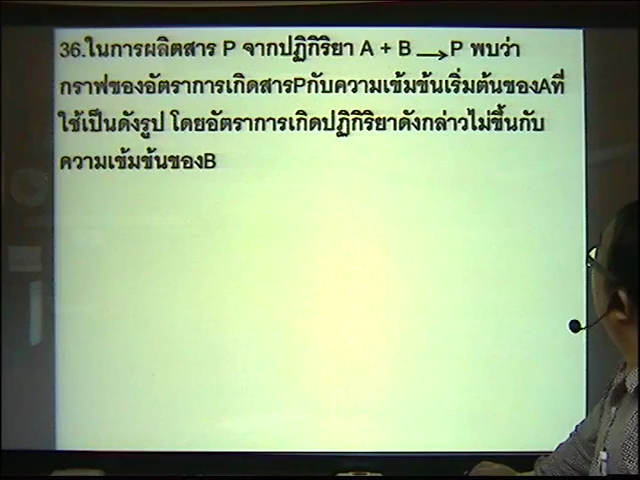 36.ในการผลิตสาร P จากปฏิกิริยา A + B ⟶ P พบว่า
กราฟของอัตราการเกิดสารPกับความเข้มข้นเริ่มต้นของAที่
ใช้เป็นดังรูป โดยอัตราการเกิดปฏิกิริยาดังกล่าวไม่ขึ้นกับ
ความเข้มข้นของB